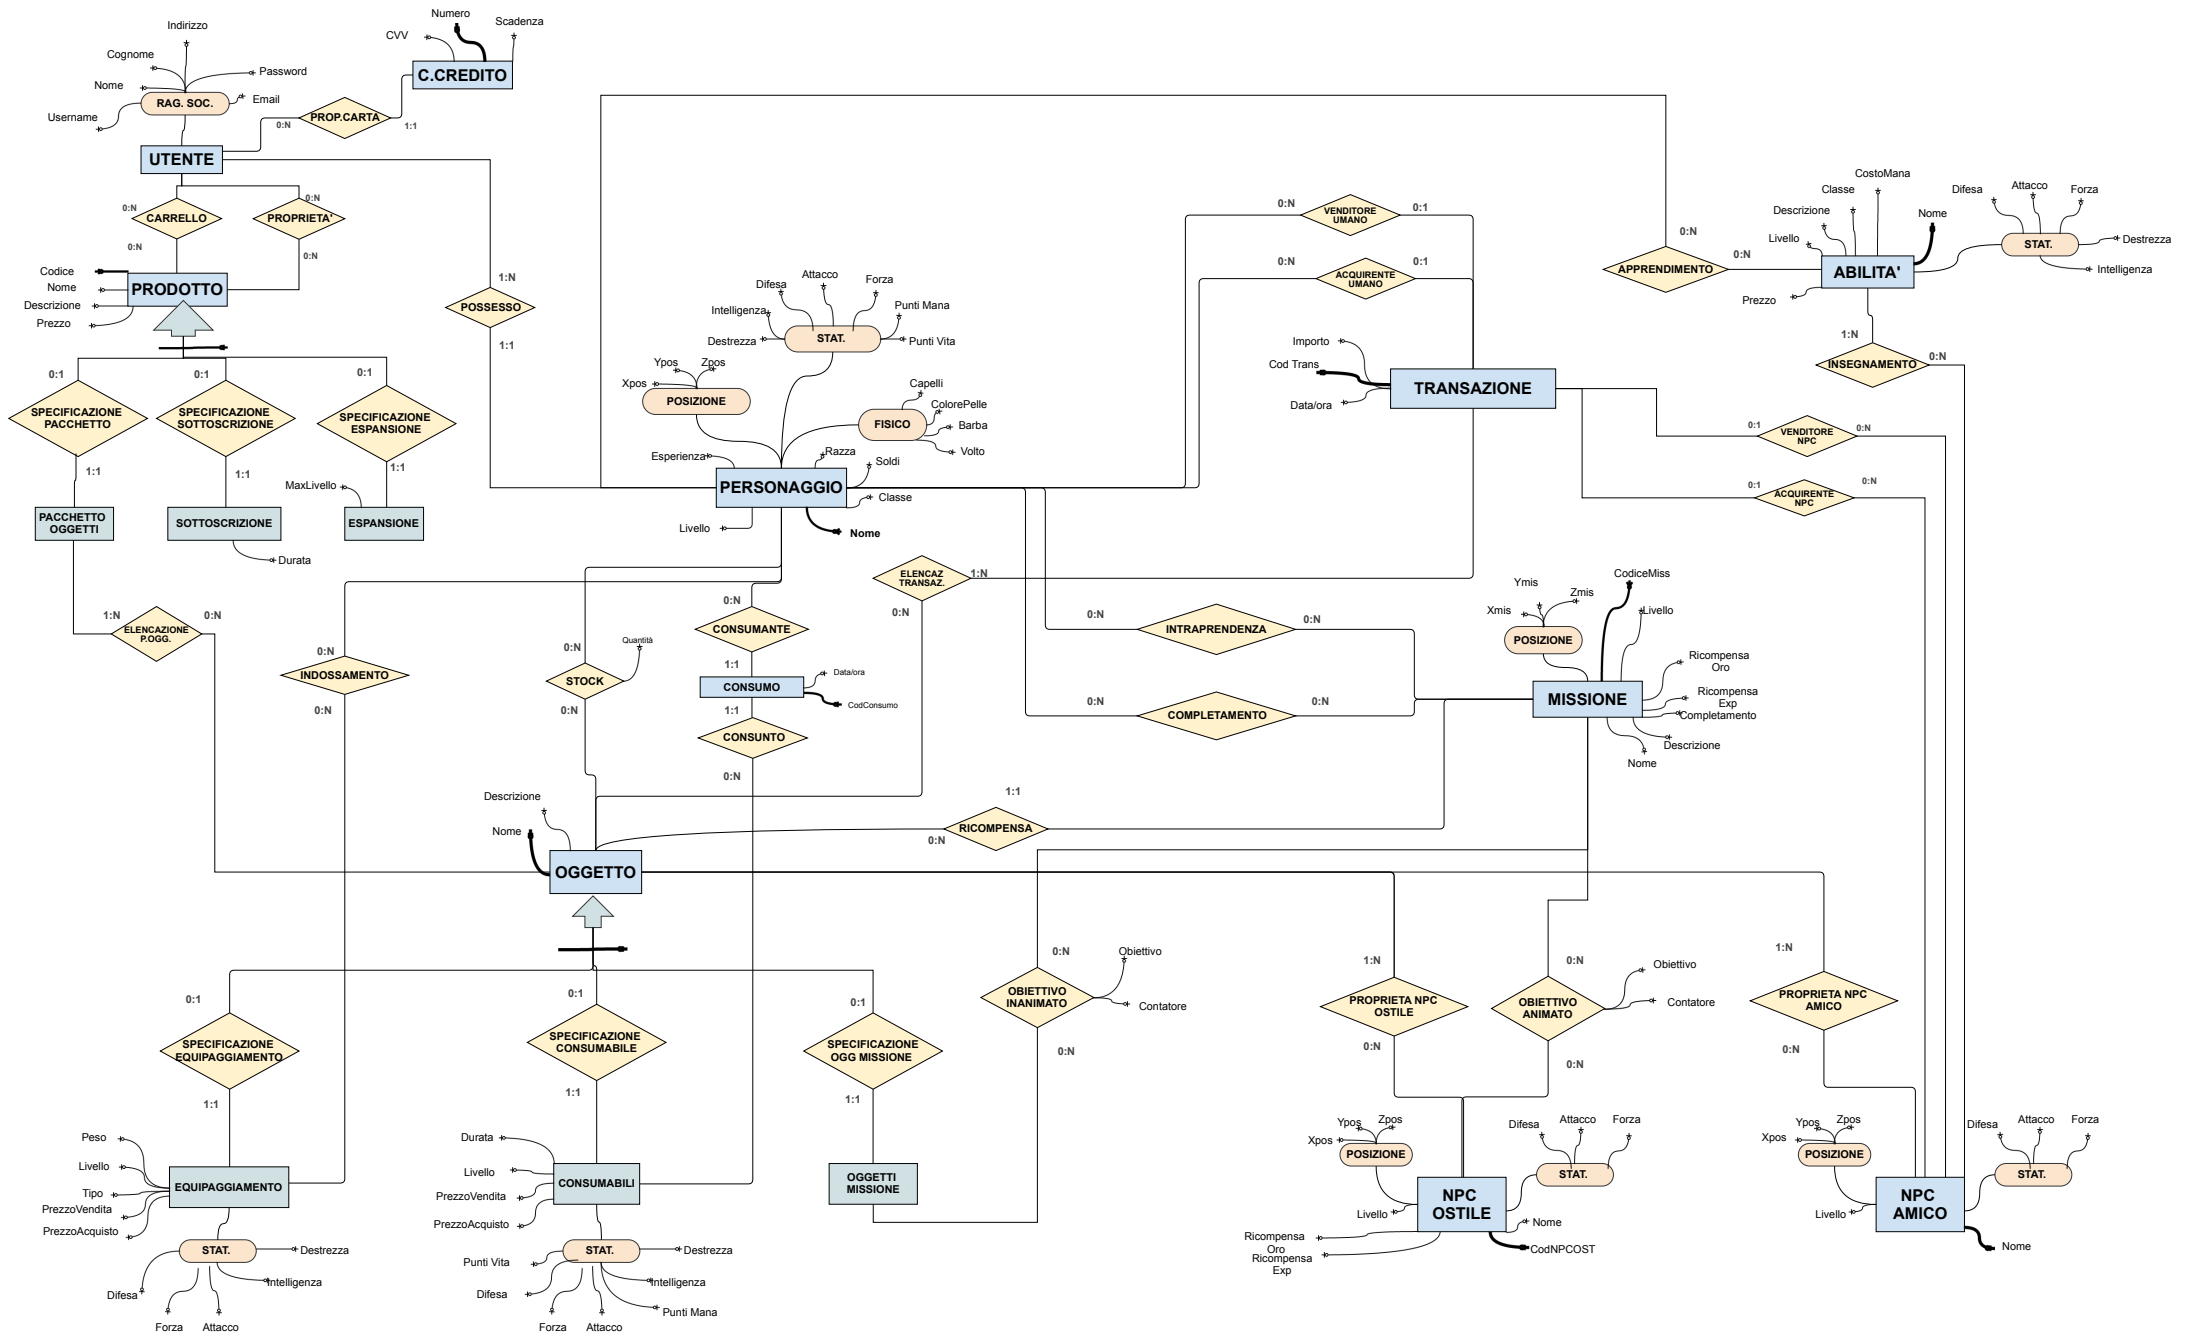 Indirizzo
Cognome
Nome
Password
RAG. SOC.
Email
Username
Numero
Scadenza
CVV
C.CREDITO
PROP.CARTA
0:N
1:1
UTENTE
0:N
CARRELLO
0:N
0:N
PROPRIETA'
0:N
Codice
Nome
Descrizione
Prezzo
PRODOTTO
1:N
POSSESSO
1:1
0:1
SPECIFICAZIONE
PACCHETTO
1:1
0:1
SPECIFICAZIONE
SOTTOSCRIZIONE
1:1
0:1
SPECIFICAZIONE
ESPANSIONE
1:1
MaxLivello
PACCHETTO
OGGETTI
SOTTOSCRIZIONE
Durata
ESPANSIONE
1:N
ELENCAZIONE
P.OGG.
0:N
Attacco
Difesa
Forza
Intelligenza
Punti Mana
Destrezza
STAT.
Punti Vita
Ypos
Zpos
Xpos
POSIZIONE
Capelli
ColorePelle
FISICO
Barba
Volto
Esperienza
Razza
Soldi
PERSONAGGIO
Classe
Livello
Nome
0:N
VENDITORE
UMANO
0:1
0:N
ACQUIRENTE
UMANO
0:1
Importo
Cod Trans
Data/ora
TRANSAZIONE
0:N
APPRENDIMENTO
0:N
CostoMana
Classe
Descrizione
Livello
Nome
ABILITA'
Prezzo
Difesa
Attacco
Forza
STAT.
Destrezza
Intelligenza
1:N
INSEGNAMENTO
0:N
0:1
VENDITORE
NPC
0:N
0:1
ACQUIRENTE
NPC
0:N
ELENCAZ
TRANSAZ.
1:N
0:N
0:N
INDOSSAMENTO
0:N
0:N
STOCK
Quantità
0:N
0:N
CONSUMANTE
1:1
CONSUMO
Data/ora
CodConsumo
1:1
CONSUNTO
0:N
0:N
INTRAPRENDENZA
0:N
0:N
COMPLETAMENTO
0:N
CodiceMiss
Ymis
Zmis
Xmis
Livello
POSIZIONE
Ricompensa
Oro
MISSIONE
Ricompensa
Exp
Completamento
Descrizione
Nome
1:1
RICOMPENSA
0:N
Descrizione
Nome
OGGETTO
0:1
SPECIFICAZIONE
EQUIPAGGIAMENTO
1:1
0:1
SPECIFICAZIONE
CONSUMABILE
1:1
0:1
SPECIFICAZIONE
OGG MISSIONE
1:1
0:N
Obiettivo
OBIETTIVO
INANIMATO
Contatore
0:N
1:N
PROPRIETA NPC
OSTILE
0:N
0:N
Obiettivo
OBIETTIVO
ANIMATO
Contatore
0:N
1:N
PROPRIETA NPC
AMICO
0:N
Peso
Livello
Tipo
PrezzoVendita
PrezzoAcquisto
EQUIPAGGIAMENTO
STAT.
Destrezza
Intelligenza
Difesa
Forza
Attacco
Durata
Livello
PrezzoVendita
PrezzoAcquisto
CONSUMABILI
STAT.
Destrezza
Punti Vita
Intelligenza
Difesa
Punti Mana
Forza
Attacco
OGGETTI
MISSIONE
Ypos
Zpos
Xpos
POSIZIONE
Difesa
Attacco
Forza
STAT.
NPC
OSTILE
Livello
Nome
Ricompensa
Oro
Ricompensa
Exp
CodNPCOST
Ypos
Zpos
Xpos
POSIZIONE
Difesa
Attacco
Forza
STAT.
NPC
AMICO
Livello
Nome